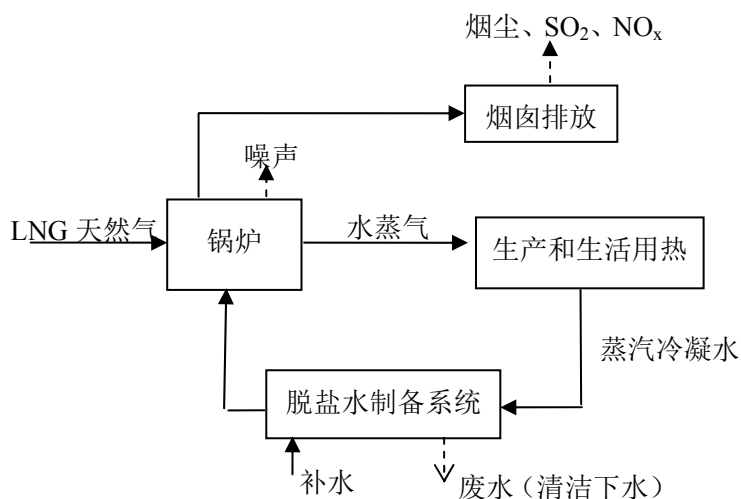 烟尘、SO₂、NOₓ
烟囱排放
噪声
LNG 天然气
锅炉
水蒸气
生产和生活用热
蒸汽冷凝水
脱盐水制备系统
补水
废水（清洁下水）